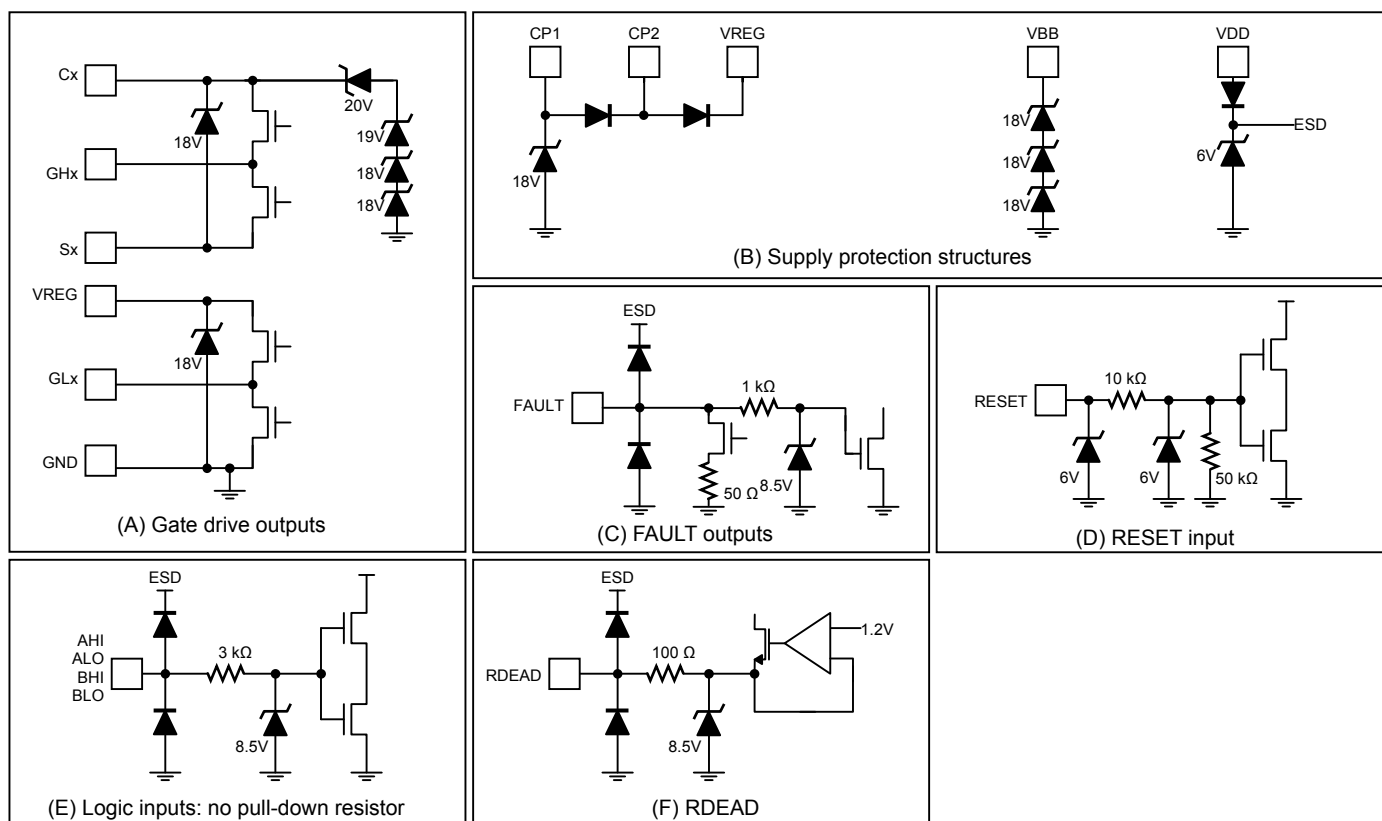 Cx
20V
18V
19V
GHx
18V
18V
Sx
VREG
18V
GLx
GND
(A) Gate drive outputs
CP1 CP2 VREG VBB VDD
18V
ESD
6V
18V
18V
18V
(B) Supply protection structures
ESD
1 kΩ
FAULT
50 Ω
8.5V
(C) FAULT outputs
10 kΩ
RESET
6V
6V
50 kΩ
(D) RESET input
ESD
AHI
ALO
BHI
BLO
3 kΩ
8.5V
(E) Logic inputs: no pull-down resistor
ESD
1.2V
100 Ω
RDEAD
8.5V
(F) RDEAD